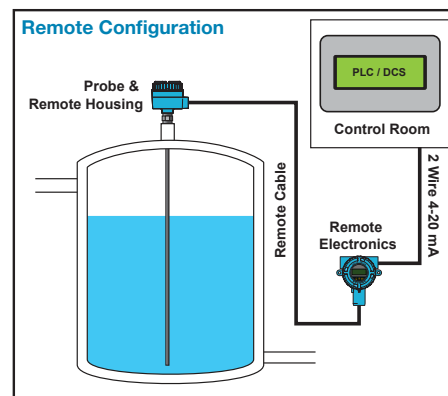 Remote Configuration
Probe &
Remote Housing
PLC / DCS
Control Room
Remote Cable
2 Wire 4-20 mA
Remote
Electronics